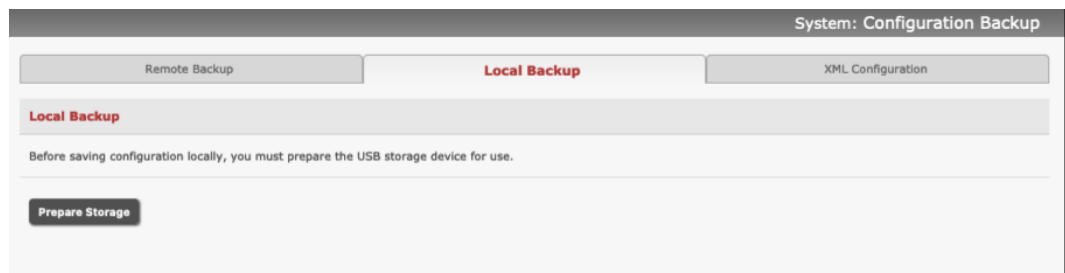 System: Configuration Backup
Remote Backup
Local Backup
XML Configuration
Local Backup
Before saving configuration locally, you must prepare the USB storage device for use.
Prepare Storage